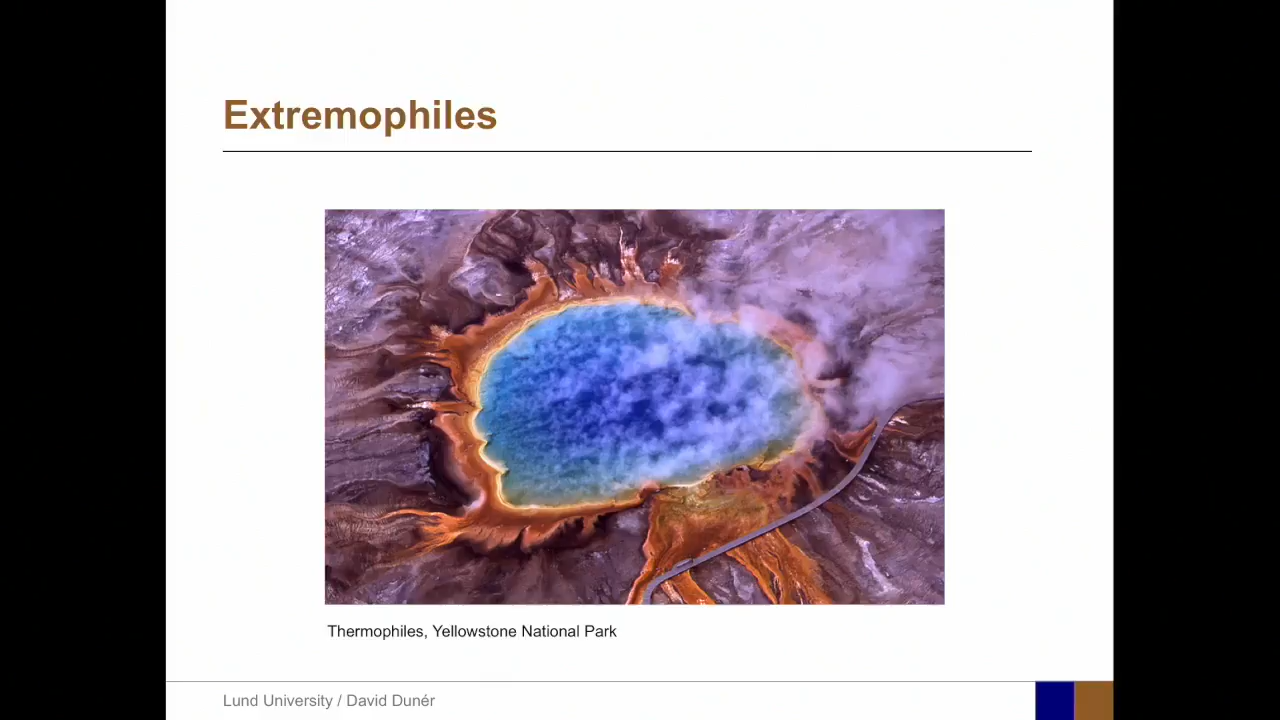 Extremophiles
Thermophiles, Yellowstone National Park
Lund University / David Dunér